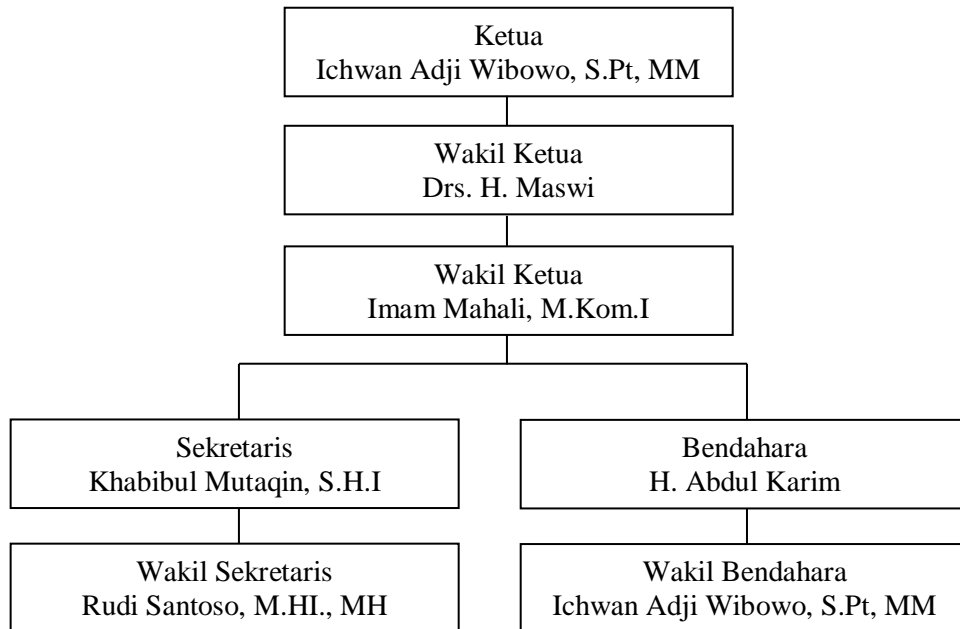 Ketua
Ichwan Adji Wibowo, S.Pt, MM
Wakil Ketua
Drs. H. Maswi
Wakil Ketua
Imam Mahali, M.Kom.I
Sekretaris
Khabibul Mutaqin, S.H.I
Bendahara
H. Abdul Karim
Wakil Sekretaris
Rudi Santoso, M.HI., MH
Wakil Bendahara
Ichwan Adji Wibowo, S.Pt, MM